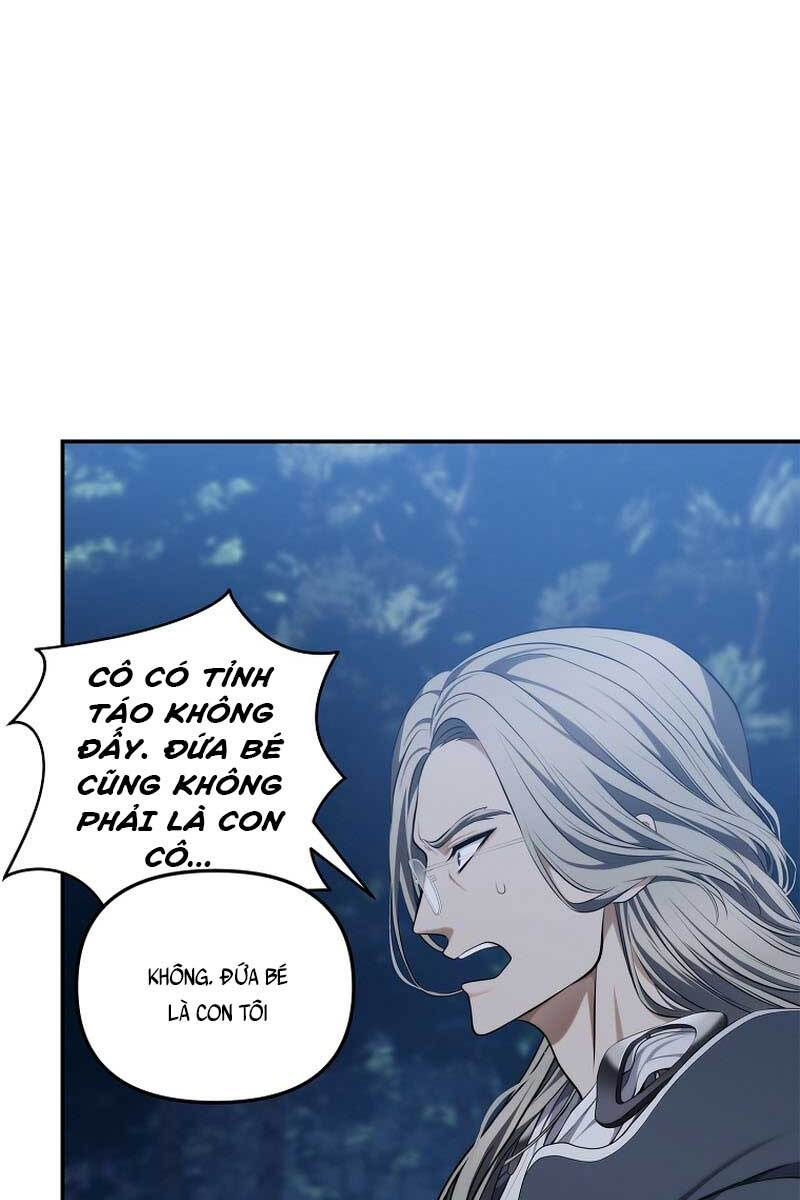 CÔ CÓ TỈNH
TÁO KHÔNG
ĐẤY. ĐỨA BÉ
CŨNG KHÔNG
PHẢI LÀ CON
CÔ...
KHÔNG, ĐỨA BÉ
LÀ CON TÔI